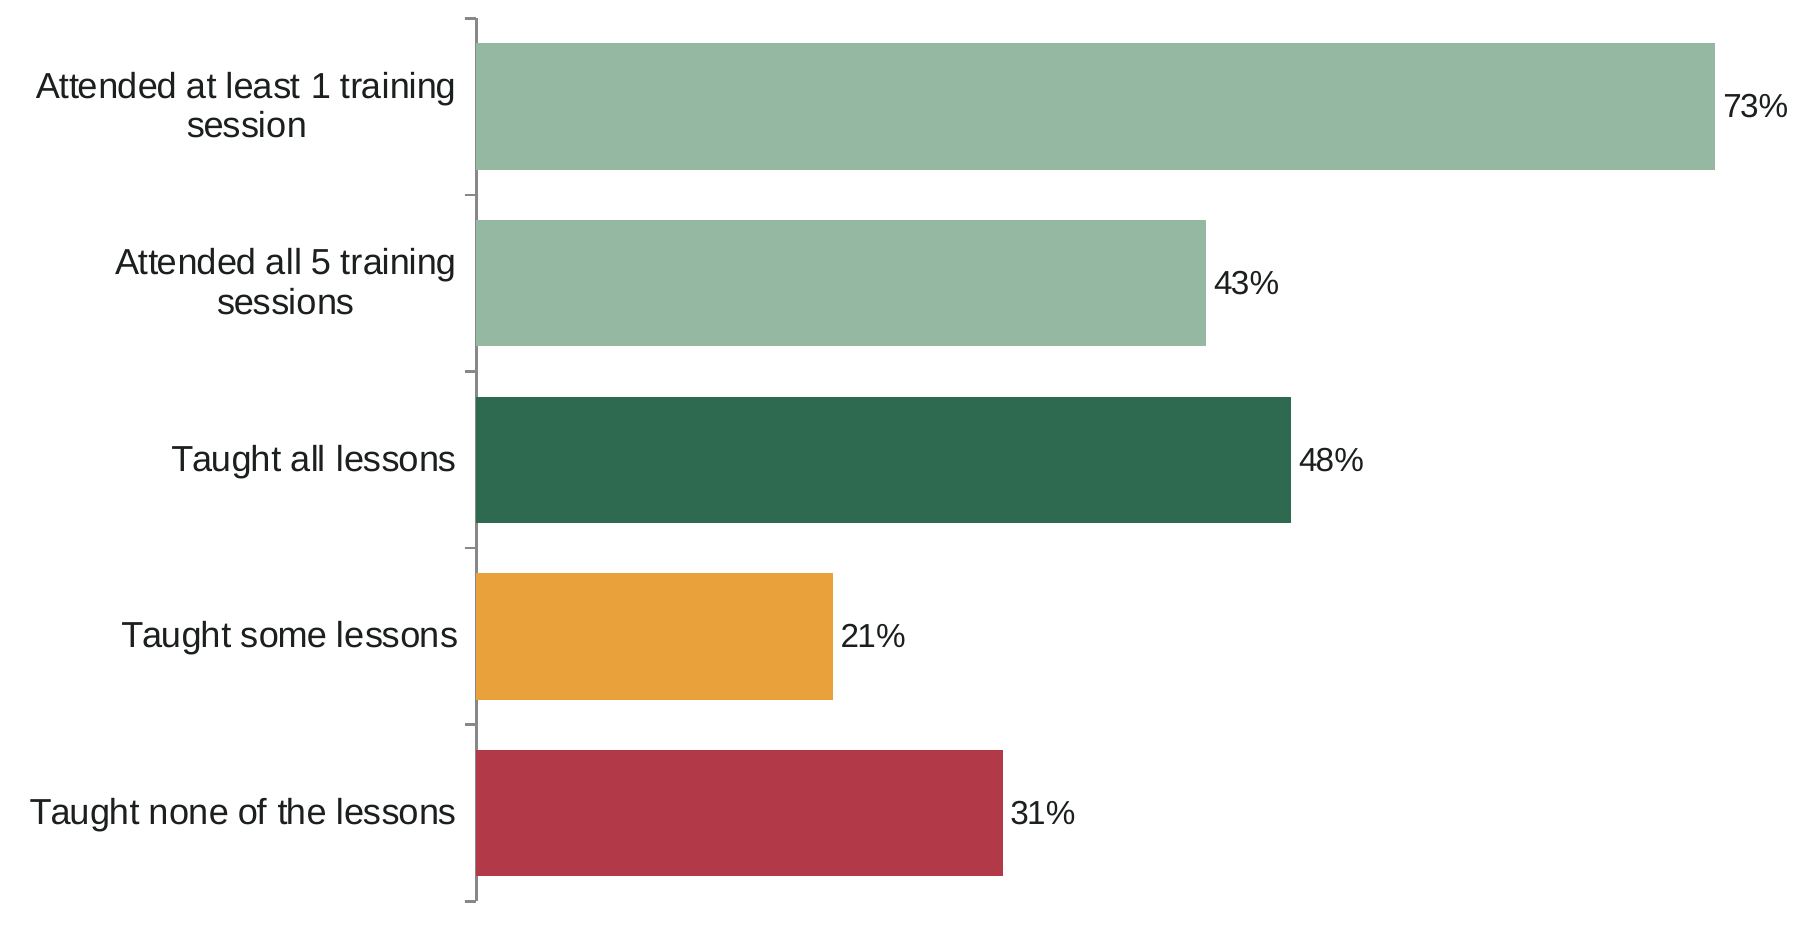 Attended at least 1 training
session
73%
Attended all 5 training
sessions
43%
Taught all lessons
48%
Taught some lessons
21%
Taught none of the lessons
31%